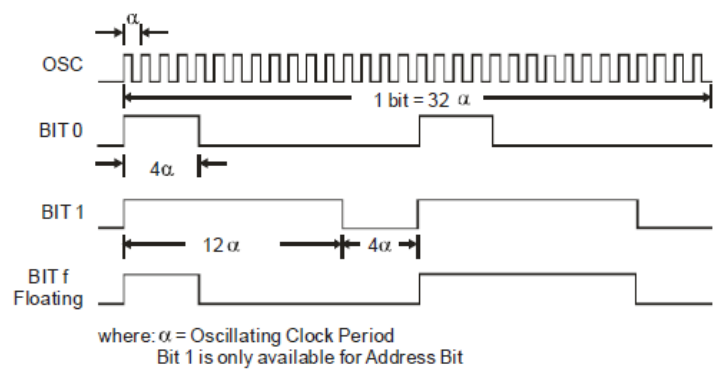 α
OSC
1 bit = 32 α
BIT 0
4α
BIT 1
12 α
4α
BIT f
Floating
where: α = Oscillating Clock Period
Bit 1 is only available for Address Bit